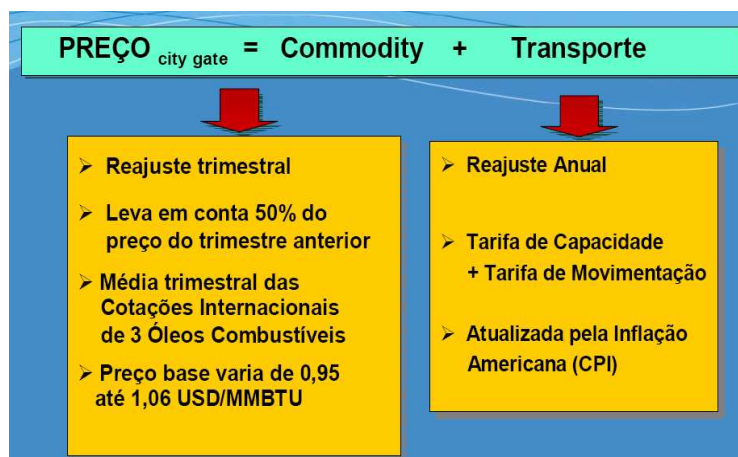 PREÇO city gate = Commodity + Transporte
➢ Reajuste trimestral
➢ Leva em conta 50% do
preço do trimestre anterior
➢ Média trimestral das
Cotações Internacionais
de 3 Óleos Combustíveis
➢ Preço base varia de 0,95
até 1,06 USD/MMBTU
➢ Reajuste Anual
➢ Tarifa de Capacidade
+ Tarifa de Movimentação
➢ Atualizada pela Inflação
Americana (CPI)